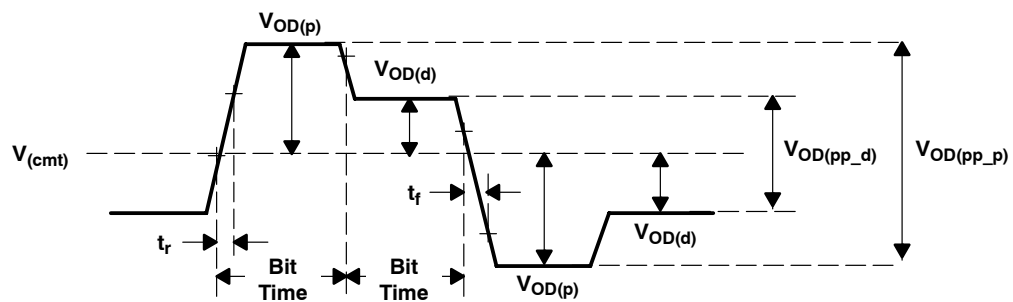 VOD(p)
VOD(d)
V(cmt)
VOD(pp_d)
VOD(pp_p)
tf
tr
VOD(d)
Bit
Time
Bit
Time
VOD(p)